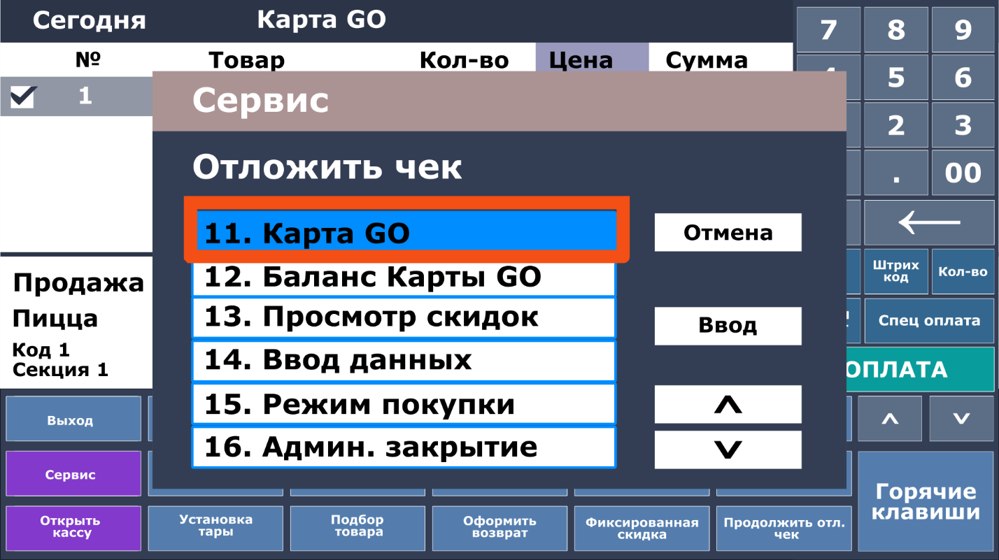 Сегодня
Карта GO
№
Товар
Кол-во
Цена
Сумма
1
Сервис
Отложить чек
11. Карта GO
12. Баланс Карты GO
13. Просмотр скидок
14. Ввод данных
15. Режим покупки
16. Админ. закрытие
Отмена
Ввод
7
8
9
5
6
2
3
.
00
Штрих
код
Кол-во
Спец оплата
ОПЛАТА
Продажа
Пицца
Код 1
Секция 1
Выход
Сервис
Открыть
кассу
Установка
тары
Подбор
товара
Оформить
возврат
Фиксированная
скидка
Продолжить отл.
чек
Горячие
клавиши